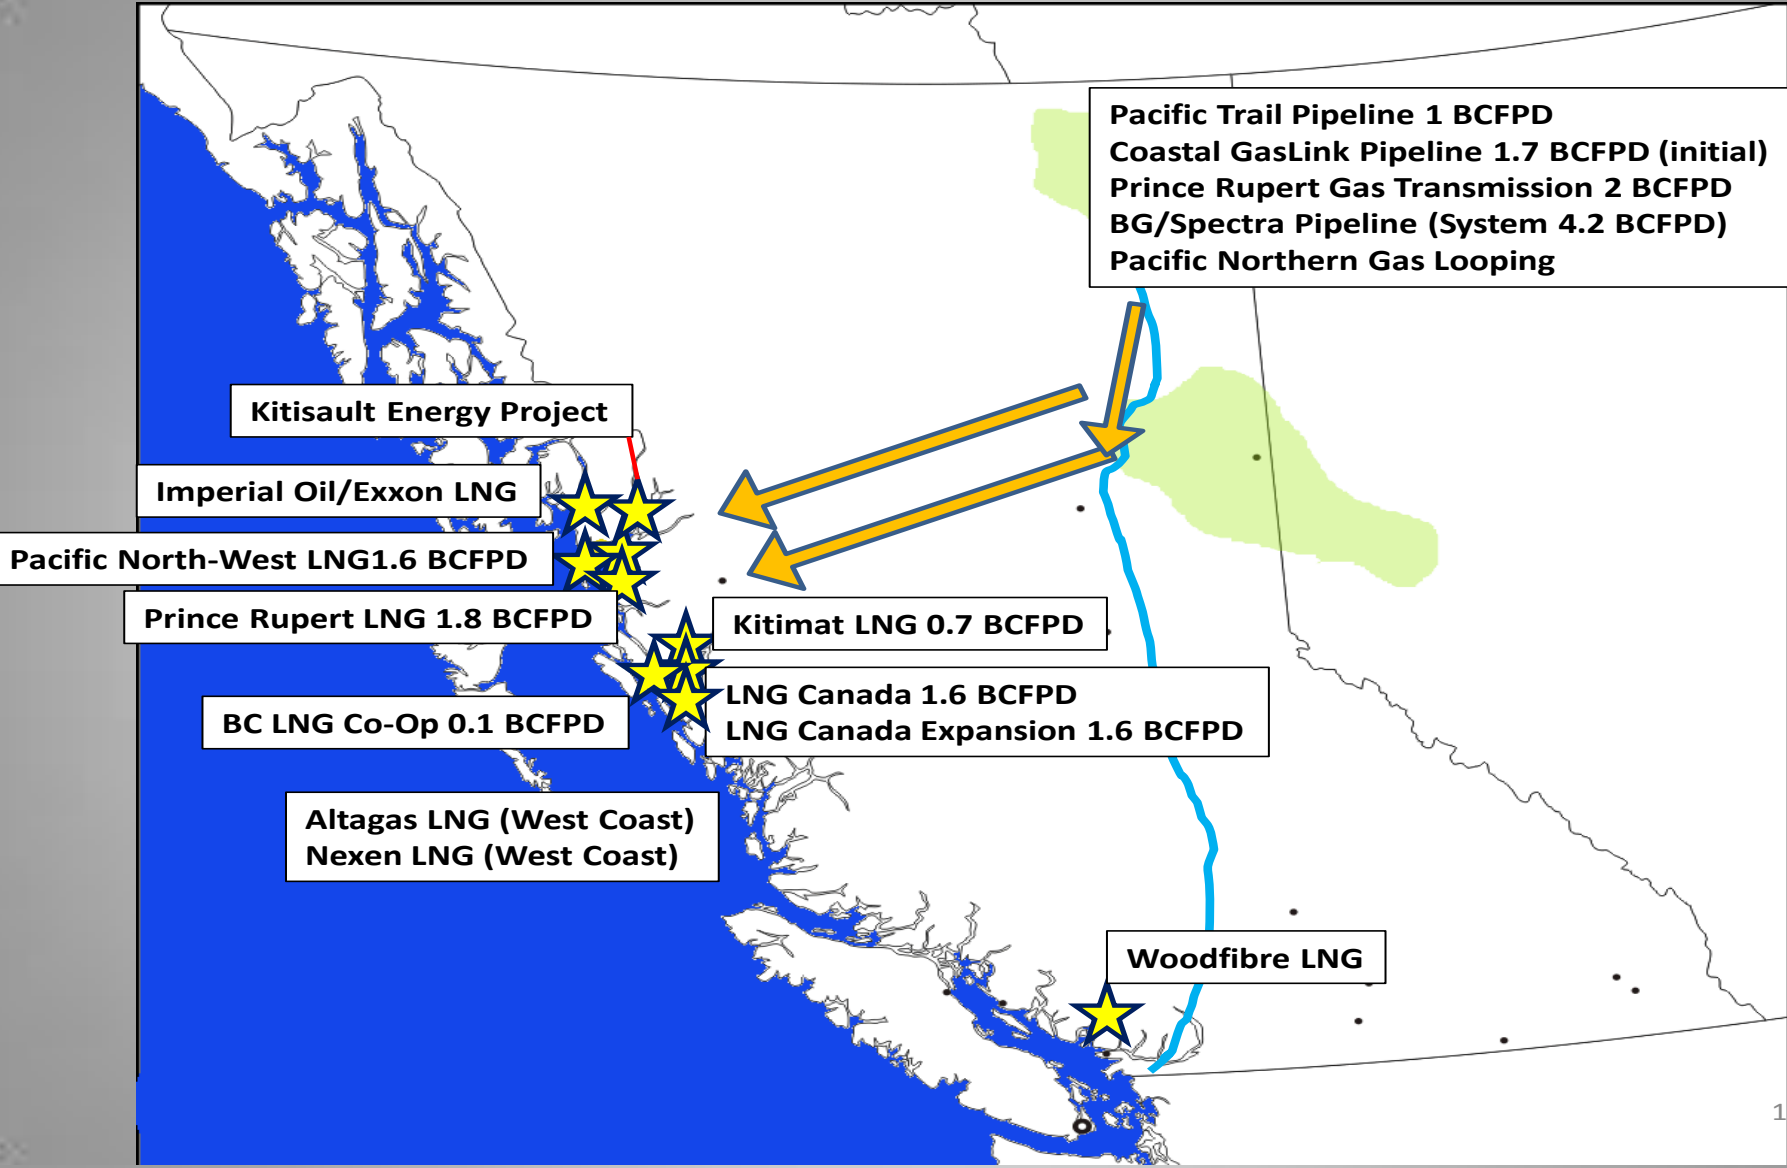 Pacific Trail Pipeline 1 BCFPD
Coastal GasLink Pipeline 1.7 BCFPD (initial)
Prince Rupert Gas Transmission 2 BCFPD
BG/Spectra Pipeline (System 4.2 BCFPD)
Pacific Northern Gas Looping
Kitisault Energy Project
Imperial Oil/Exxon LNG
Pacific North-West LNG1.6 BCFPD
Prince Rupert LNG 1.8 BCFPD
Kitimat LNG 0.7 BCFPD
LNG Canada 1.6 BCFPD
LNG Canada Expansion 1.6 BCFPD
BC LNG Co-Op 0.1 BCFPD
Altagas LNG (West Coast)
Nexen LNG (West Coast)
Woodfibre LNG
1